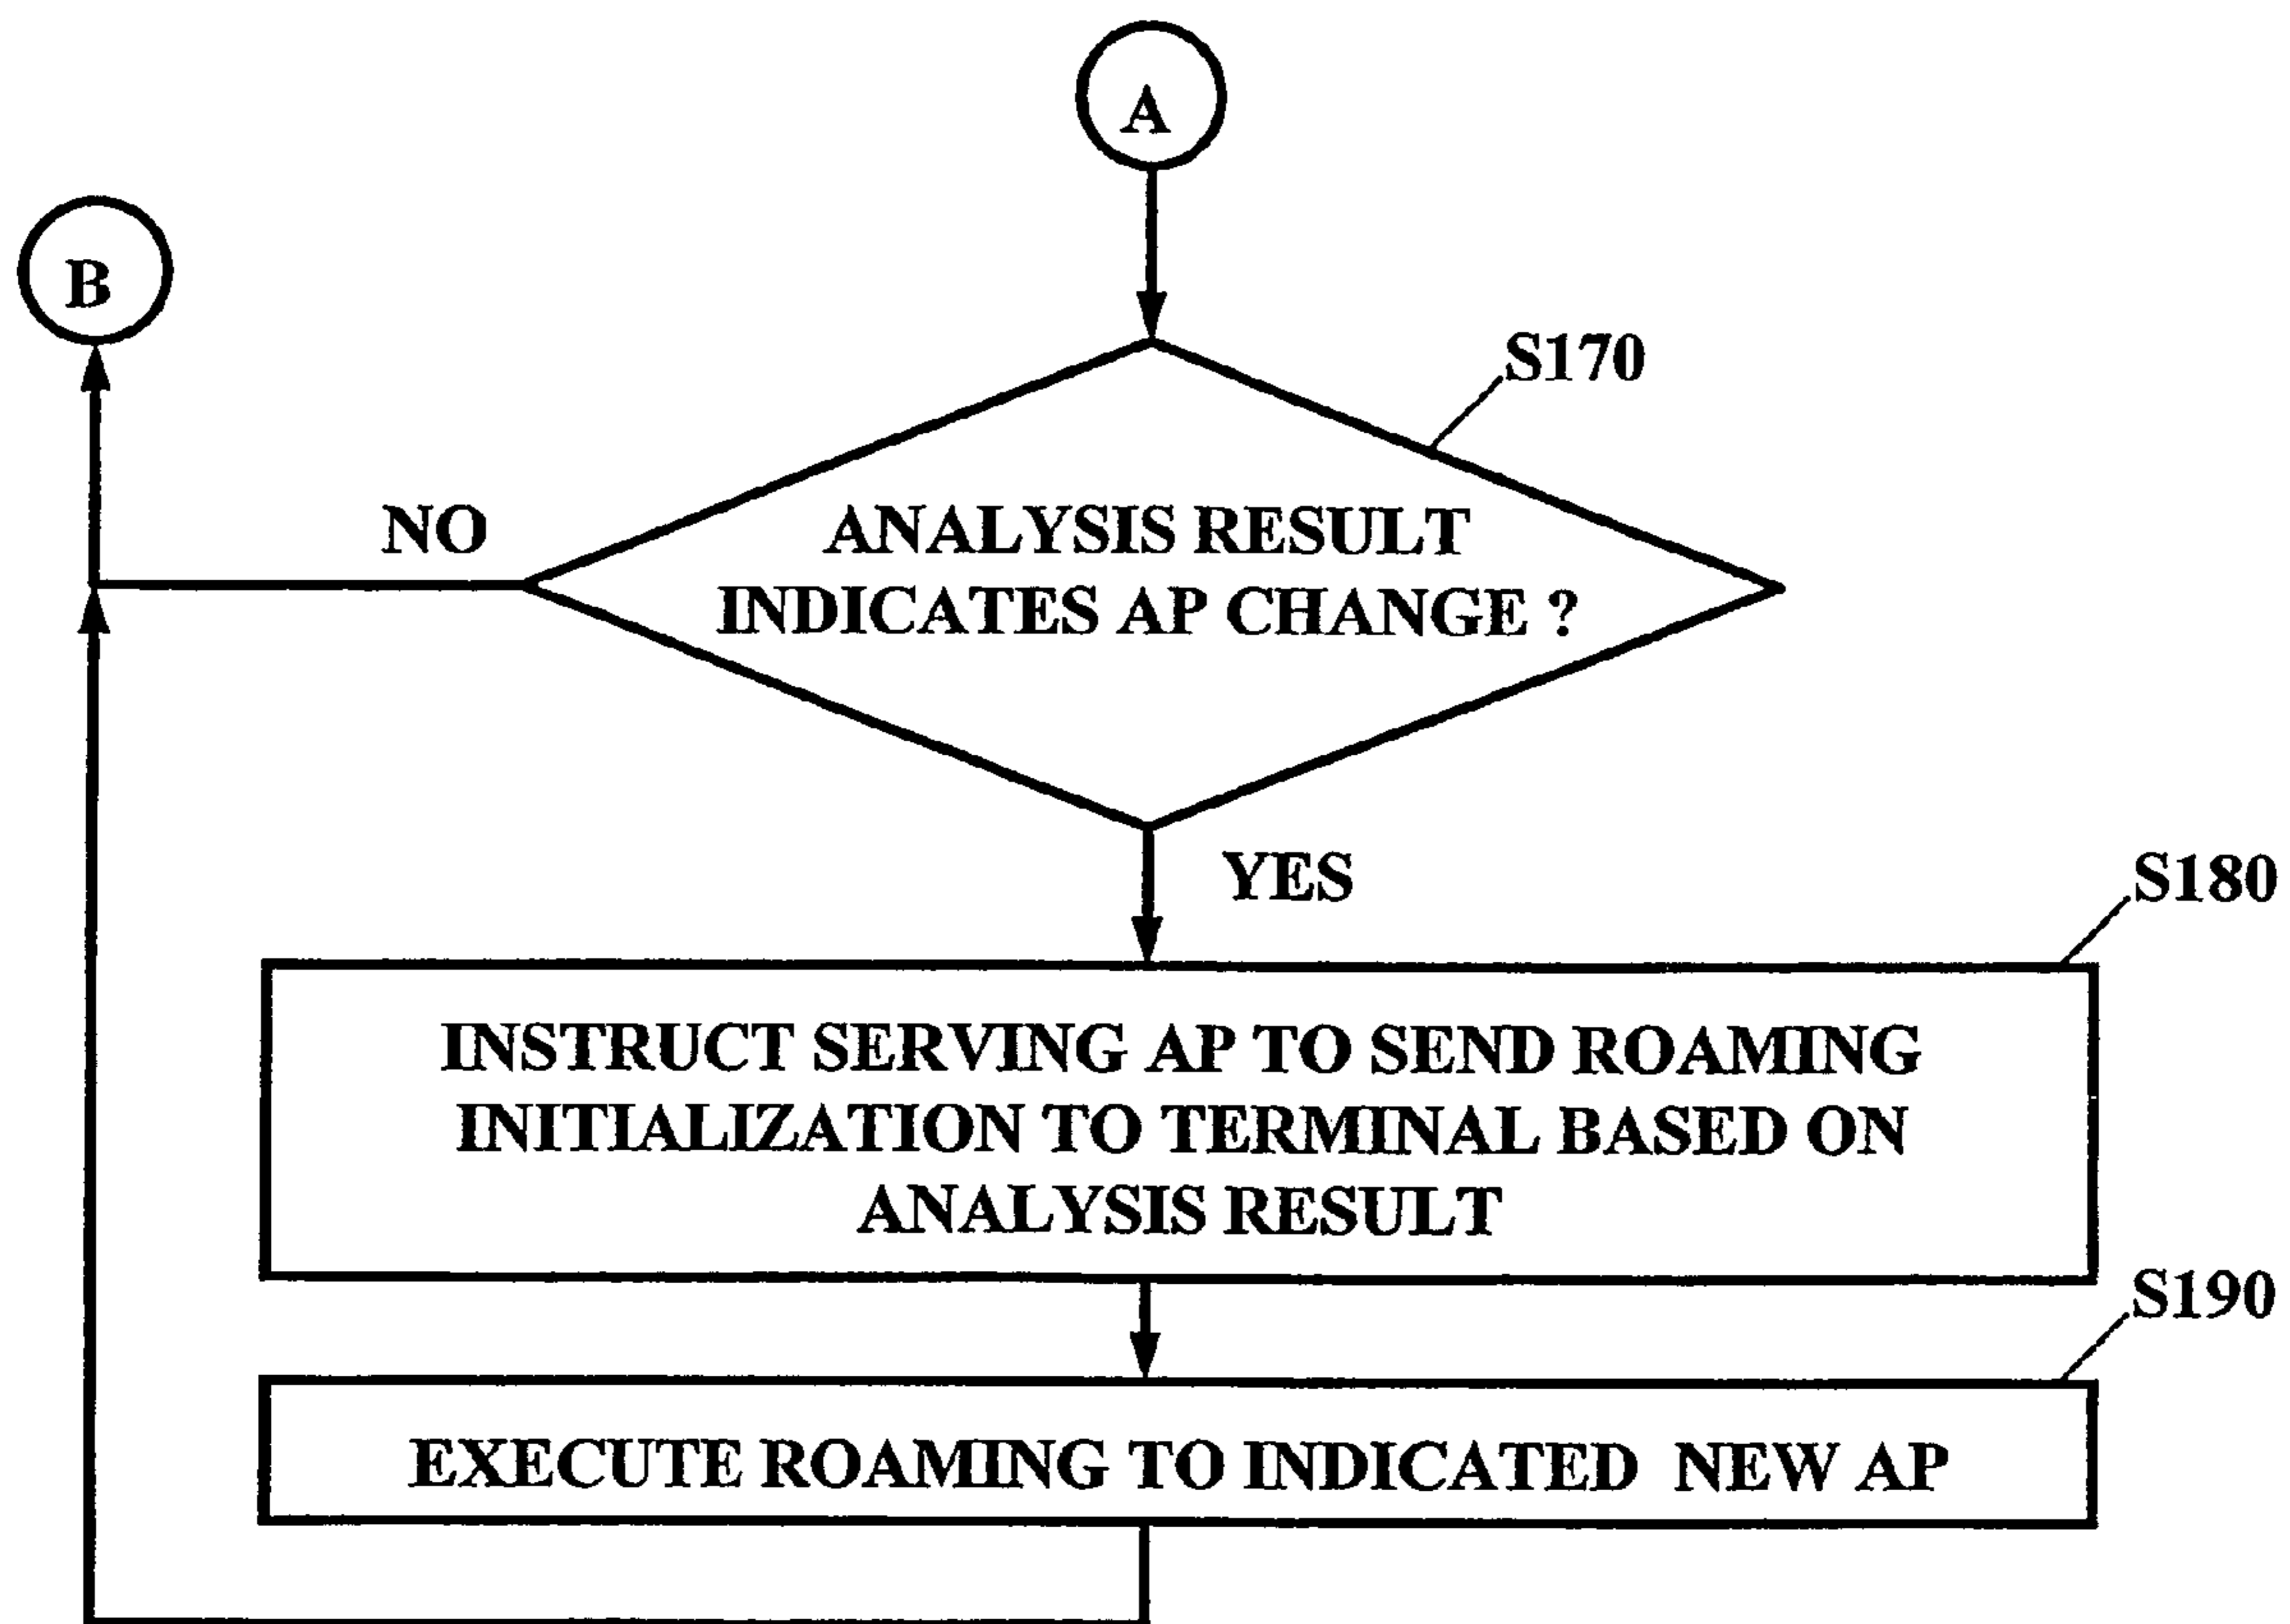 A
B
S170
NO
ANALYSIS RESULT
INDICATES AP CHANGE ?
YES
S180
INSTRUCT SERVING AP TO SEND ROAMING
INITIALIZATION TO TERMINAL BASED ON
ANALYSIS RESULT
S190
EXECUTE ROAMING TO INDICATED NEW AP